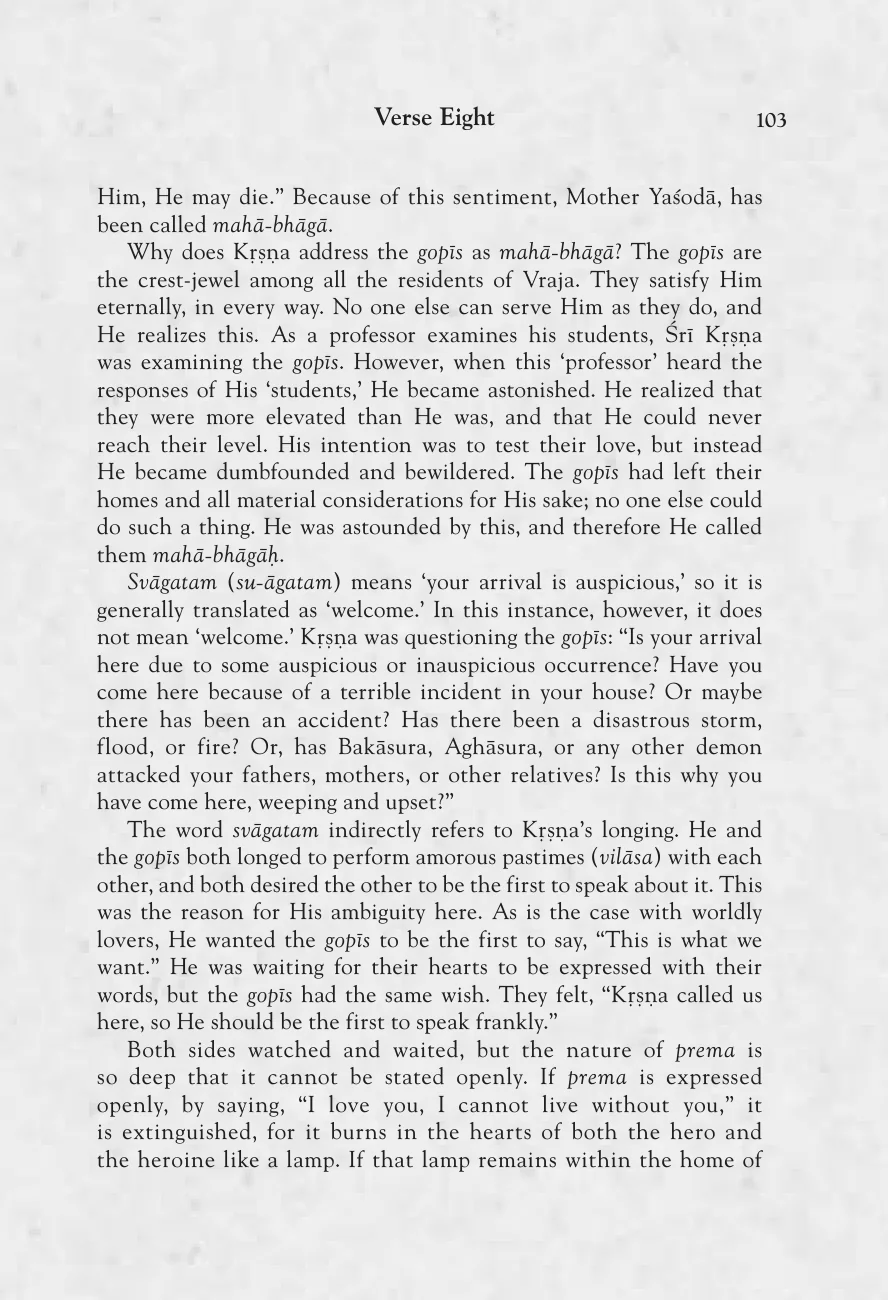 Verse Eight 103
Him, He may die.” Because of this sentiment, Mother Yaśodā, has
been called mahā-bhāgā.
Why does Kṛṣṇa address the gopīs as mahā-bhāgā? The gopīs are
the crest-jewel among all the residents of Vraja. They satisfy Him
eternally, in every way. No one else can serve Him as they do, and
He realizes this. As a professor examines his students, Śrī Kṛṣṇa
was examining the gopīs. However, when this ‘professor’ heard the
responses of His ‘students,’ He became astonished. He realized that
they were more elevated than He was, and that He could never
reach their level. His intention was to test their love, but instead
He became dumbfounded and bewildered. The gopīs had left their
homes and all material considerations for His sake; no one else could
do such a thing. He was astounded by this, and therefore He called
them mahā-bhāgāḥ.
Svāgatam (su-āgatam) means ‘your arrival is auspicious,’ so it is
generally translated as ‘welcome.’ In this instance, however, it does
not mean ‘welcome.’ Kṛṣṇa was questioning the gopīs: “Is your arrival
here due to some auspicious or inauspicious occurrence? Have you
come here because of a terrible incident in your house? Or maybe
there has been an accident? Has there been a disastrous storm,
flood, or fire? Or, has Bakāsura, Aghāsura, or any other demon
attacked your fathers, mothers, or other relatives? Is this why you
have come here, weeping and upset?”
The word svāgatam indirectly refers to Kṛṣṇa’s longing. He and
the gopīs both longed to perform amorous pastimes (vilāsa) with each
other, and both desired the other to be the first to speak about it. This
was the reason for His ambiguity here. As is the case with worldly
lovers, He wanted the gopīs to be the first to say, “This is what we
want.” He was waiting for their hearts to be expressed with their
words, but the gopīs had the same wish. They felt, “Kṛṣṇa called us
here, so He should be the first to speak frankly.”
Both sides watched and waited, but the nature of prema is
so deep that it cannot be stated openly. If prema is expressed
openly, by saying, “I love you, I cannot live without you,” it
is extinguished, for it burns in the hearts of both the hero and
the heroine like a lamp. If that lamp remains within the home of